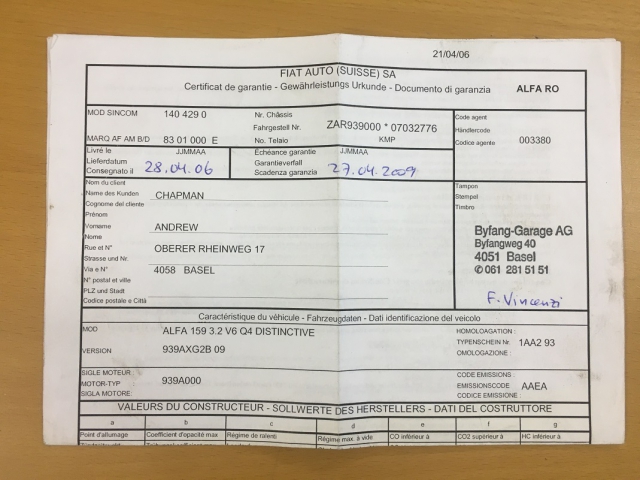 21/04/06
FIAT AUTO (SUISSE) SA
Certificat de garantie - Gewährleistungs Urkunde - Documento di garanzia ALFA RO
MOD SINCOM 140 429 0
MARQ AF AM B/D 83 01 000 E
Nr. Châssis
Fahrgestell Nr. ZAR939000 * 07032776
No. Telaio KMP
Code agent
Händlercode
Codice agente 003380
Livré le JJMMAA
Lieferdatum
Consegnato il 28.04.06
Echéance garantie JJMMAA
Garantieverfall
Scadenza garanzia 27.04.2009
Nom du client
Name des Kunden CHAPMAN
Cognome del cliente
Prénom
Vorname ANDREW
Nome
Rue et N° OBERER RHEINWEG 17
Strasse und Nr.
Via e N° 4058 BASEL
N° postal et ville
PLZ und Stadt
Codice postale e Città
Tampon
Stempel
Timbro
Byfang-Garage AG
Byfangweg 40
4051 Basel
✆ 061 281 51 51
F. Vincenzi
Caractéristique du véhicule - Fahrzeugdaten - Dati identificazione del veicolo
MOD ALFA 159 3.2 V6 Q4 DISTINCTIVE
VERSION 939AXG2B 09
HOMOLOAGATION :
TYPENSCHEIN Nr 1AA2 93
OMOLOGAZIONE :
SIGLE MOTEUR :
MOTOR-TYP 939A000
SIGLA MOTORE:
CODE EMISSIONS :
EMISSIONSCODE AAEA
CODICE EMISSIONE :
VALEURS DU CONSTRUCTEUR - SOLLWERTE DES HERSTELLERS - DATI DEL COSTRUTTORE
a b c d e f g
Point d'allumage Coefficient d'opacité max Régime de ralenti Régime max. à vide CO inférieur à CO2 supérieur à HC inférieur à